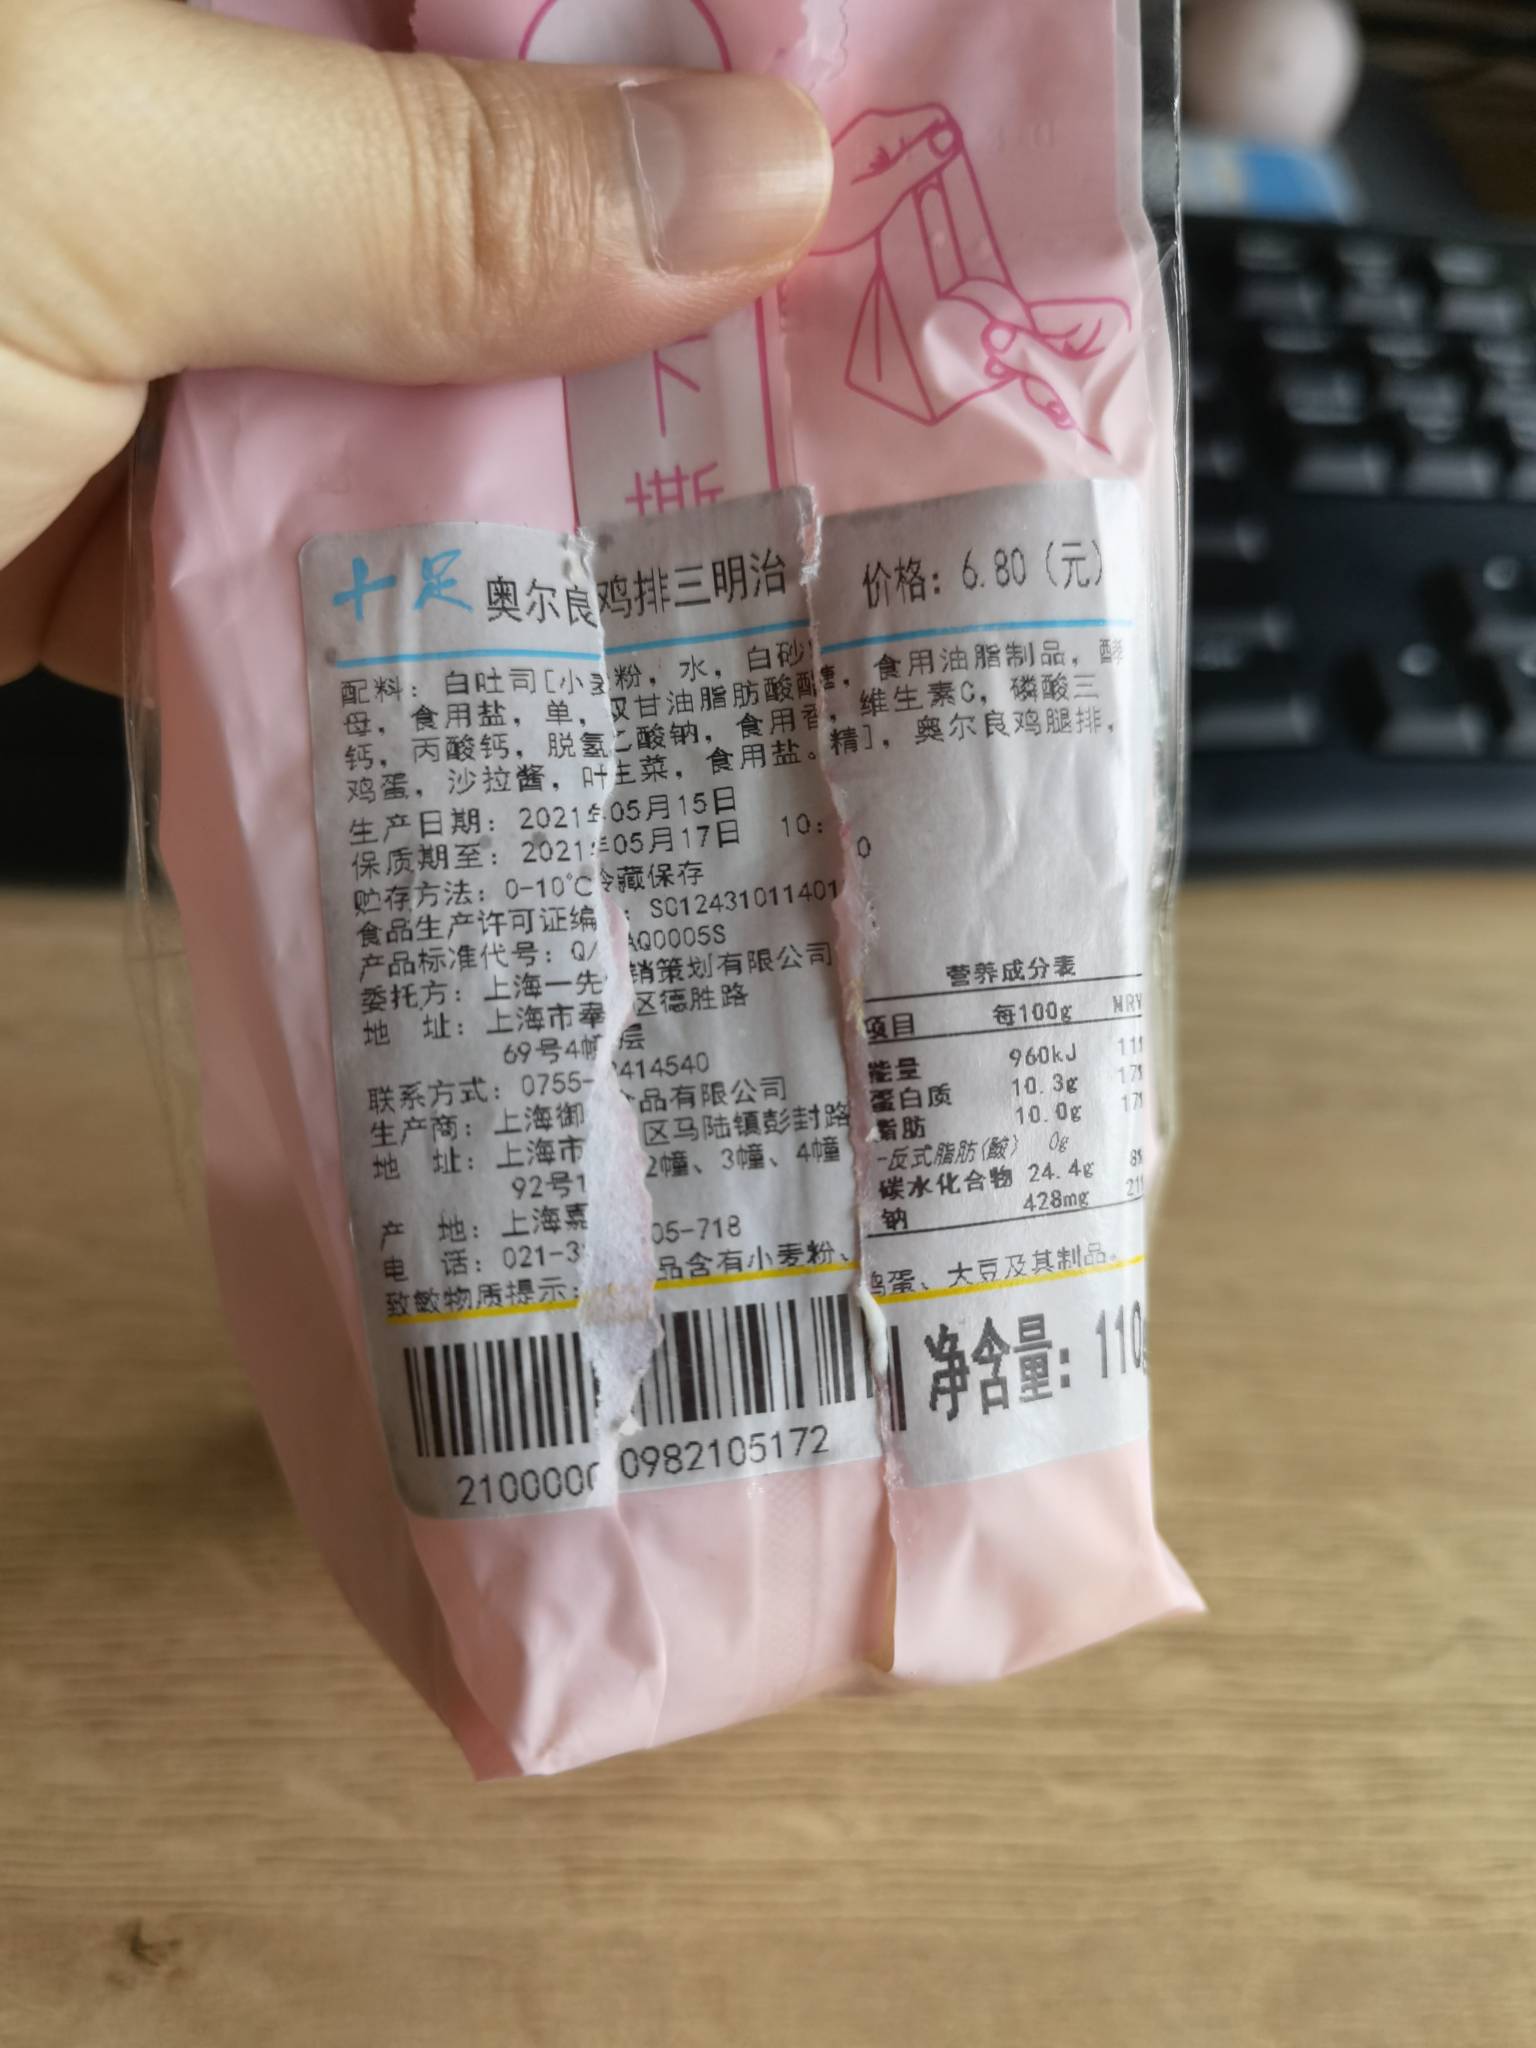 下
撕
十足 奥尔良鸡排三明治 价格：6.80（元）
配料：白吐司[小麦粉，水，白砂糖，食用油脂制品，酵
母，食用盐，单，双甘油脂肪酸酯，维生素C，磷酸三
钙，丙酸钙，脱氢乙酸钠，食用香精]，奥尔良鸡腿排，
鸡蛋，沙拉酱，叶生菜，食用盐。
生产日期：2021年05月15日
保质期至：2021年05月17日 10: 0
贮存方法：0-10℃冷藏保存
食品生产许可证编 ：SC12431011401
产品标准代号：Q/ AQ0005S
委托方：上海一先 销策划有限公司
地 址：上海市奉 区德胜路
69号4幢 层
联系方式：0755- 414540
生产商：上海御 食品有限公司
地 址：上海市 区马陆镇彭封路
92号1 2幢、3幢、4幢
产 地：上海嘉
电 话：021-3 05-718
致敏物质提示： 品含有小麦粉、鸡蛋、大豆及其制品。
营养成分表
项目 每100g NRV
能量 960kJ 11%
蛋白质 10.3g 17%
脂肪 10.0g 17%
-反式脂肪(酸) 0g
碳水化合物 24.4g 8%
钠 428mg 21%
净含量：110
2100000 0982105172